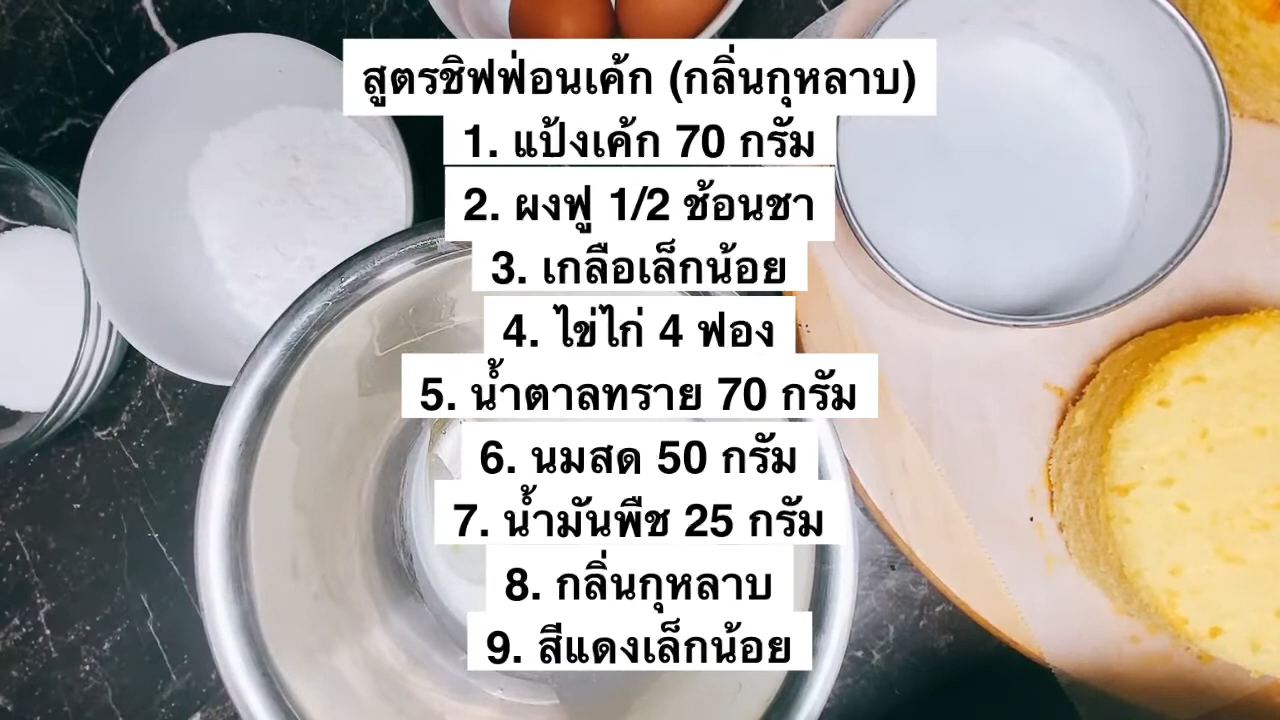 สูตรชิฟฟ่อนเค้ก (กลิ่นกุหลาบ)
1. แป้งเค้ก 70 กรัม
2. ผงฟู 1/2 ช้อนชา
3. เกลือเล็กน้อย
4. ไข่ไก่ 4 ฟอง
5. น้ำตาลทราย 70 กรัม
6. นมสด 50 กรัม
7. น้ำมันพืช 25 กรัม
8. กลิ่นกุหลาบ
9. สีแดงเล็กน้อย